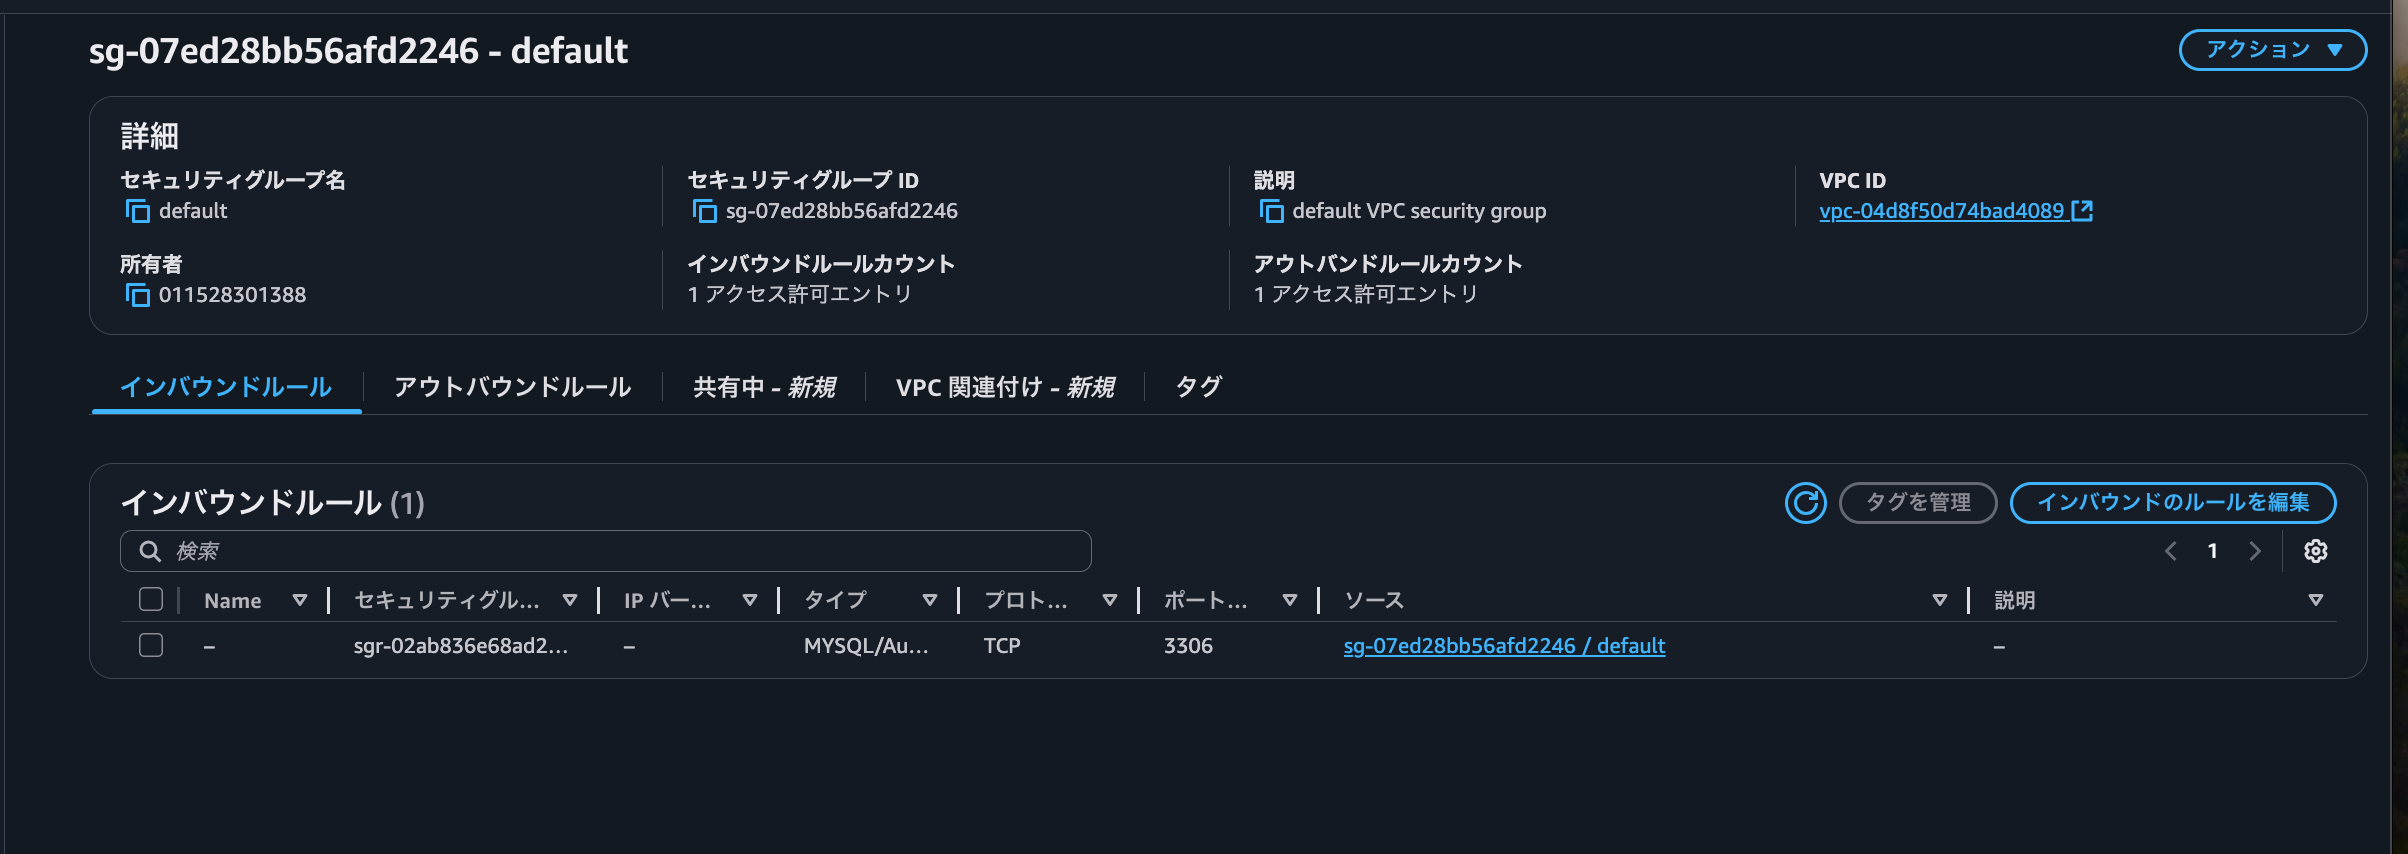 sg-07ed28bb56afd2246 - default
アクション
詳細
セキュリティグループ名
default
セキュリティグループ ID
sg-07ed28bb56afd2246
説明
default VPC security group
VPC ID
vpc-04d8f50d74bad4089
所有者
011528301388
インバウンドルールカウント
1 アクセス許可エントリ
アウトバンドルールカウント
1 アクセス許可エントリ
インバウンドルール アウトバウンドルール 共有中 - 新規 VPC 関連付け - 新規 タグ
インバウンドルール (1)
タグを管理 インバウンドのルールを編集
検索
1
Name セキュリティグル... IP バー... タイプ プロト... ポート... ソース 説明
– sgr-02ab836e68ad2... – MYSQL/Au... TCP 3306 sg-07ed28bb56afd2246 / default –